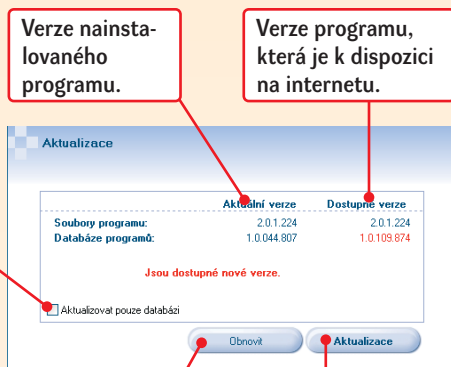 Verze nainsta-
lovaného
programu.
Verze programu,
která je k dispozici
na internetu.
Aktualizace
Aktuální verze Dostupné verze
Soubory programu: 2.0.1.224 2.0.1.224
Databáze programů: 1.0.044.807 1.0.109.874
Jsou dostupné nové verze.
Aktualizovat pouze databázi
Obnovit Aktualizace